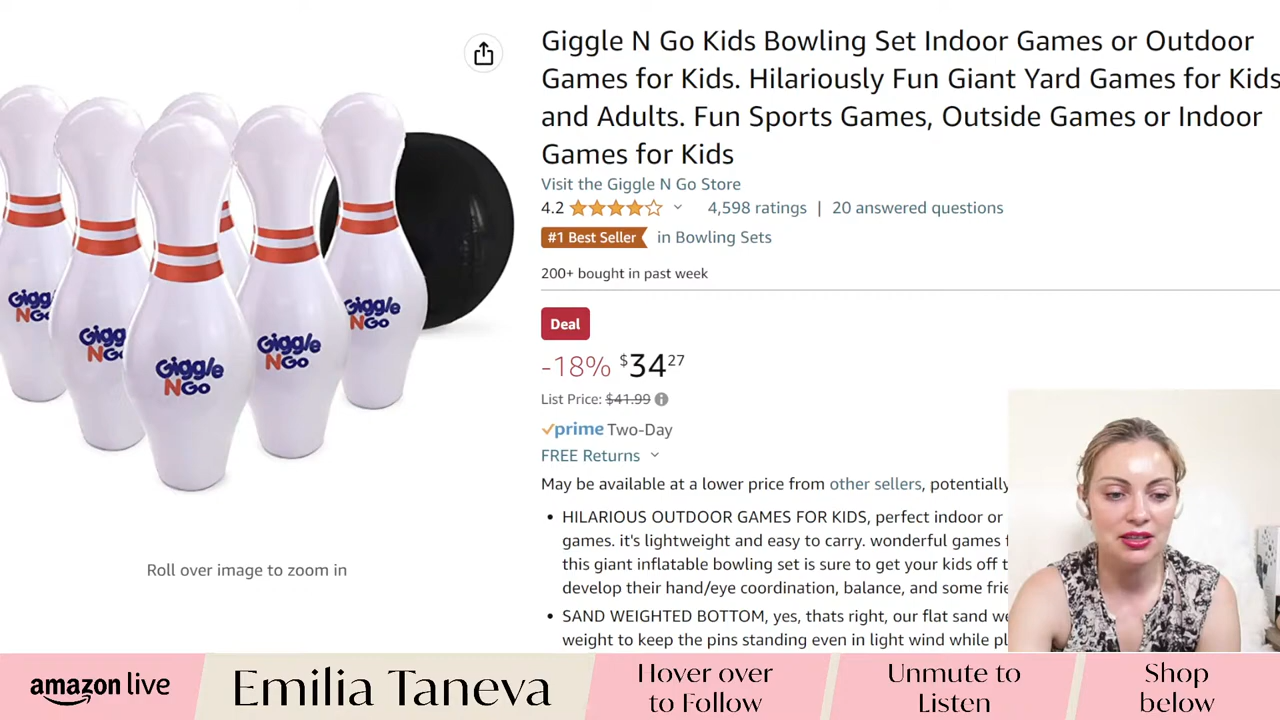 Giggle N Go Kids Bowling Set Indoor Games or Outdoor
Games for Kids. Hilariously Fun Giant Yard Games for Kids
and Adults. Fun Sports Games, Outside Games or Indoor
Games for Kids
Visit the Giggle N Go Store
4.2 4,598 ratings | 20 answered questions
#1 Best Seller in Bowling Sets
200+ bought in past week
Deal
-18% $34 27
List Price: $41.99
prime Two-Day
FREE Returns
May be available at a lower price from other sellers, potentially
• HILARIOUS OUTDOOR GAMES FOR KIDS, perfect indoor or
games. it's lightweight and easy to carry. wonderful games
this giant inflatable bowling set is sure to get your kids off
develop their hand/eye coordination, balance, and some
• SAND WEIGHTED BOTTOM, yes, thats right, our flat sand
weight to keep the pins standing even in light wind while
Giggle
NGo
Giggle
NGo
Giggle
NGo
Giggle
NGo
Giggle
NGo
Roll over image to zoom in
amazon live
Emilia Taneva
Hover over
to Follow
Unmute to
Listen
Shop
below